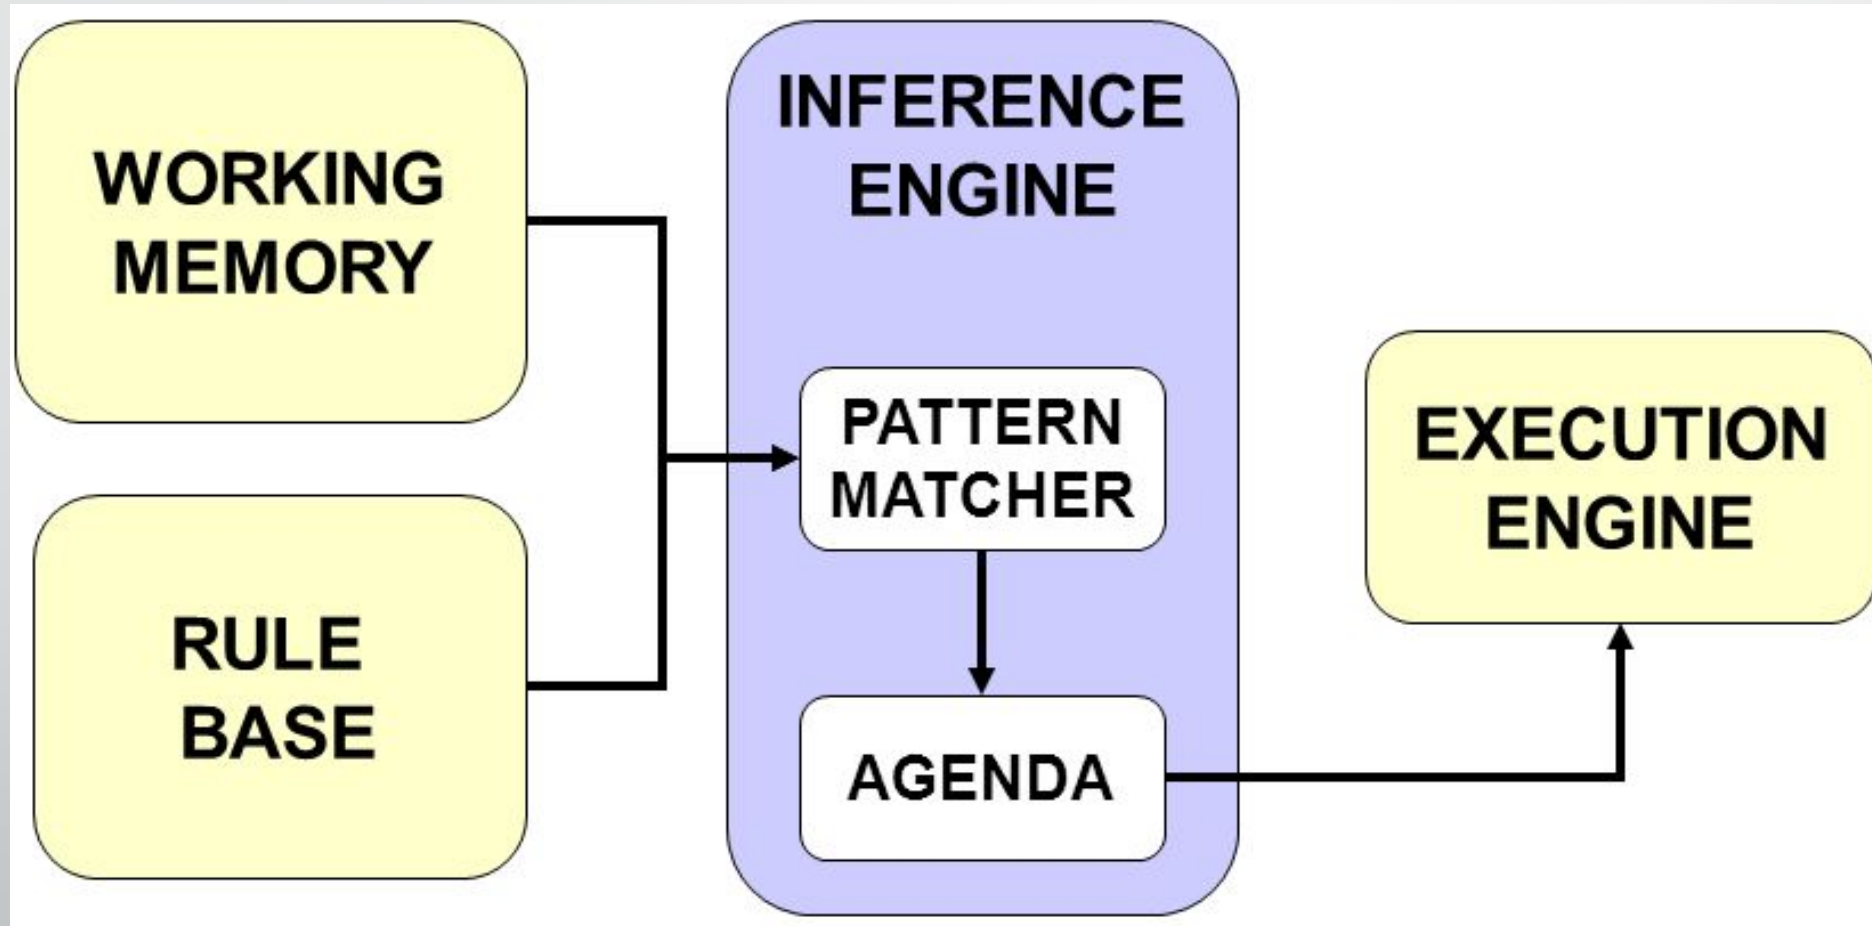 WORKING
MEMORY
RULE
BASE
INFERENCE
ENGINE
PATTERN
MATCHER
AGENDA
EXECUTION
ENGINE